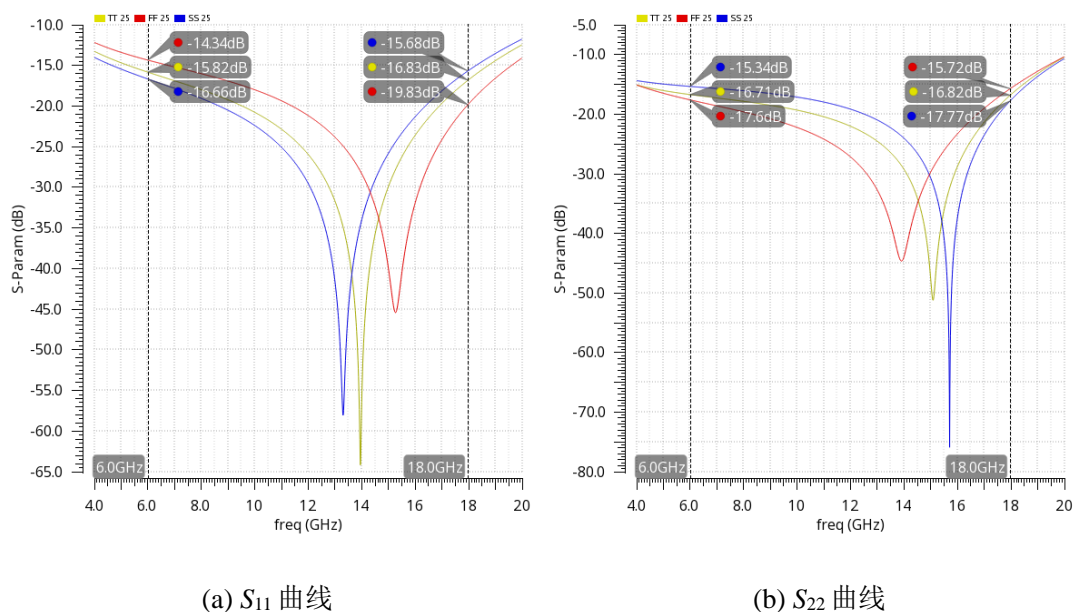 TT 25 FF 25 SS 25
-10.0
-15.0
-20.0
-25.0
-30.0
-35.0
-40.0
-45.0
-50.0
-55.0
-60.0
-65.0
S-Param (dB)
-14.34dB
-15.82dB
-16.66dB
-15.68dB
-16.83dB
-19.83dB
6.0GHz
18.0GHz
4.0 6.0 8.0 10 12 14 16 18 20
freq (GHz)
(a) S11 曲线
TT 25 FF 25 SS 25
-5.0
-10.0
-20.0
-30.0
-40.0
-50.0
-60.0
-70.0
-80.0
S-Param (dB)
-15.34dB
-16.71dB
-17.6dB
-15.72dB
-16.82dB
-17.77dB
6.0GHz
18.0GHz
4.0 6.0 8.0 10 12 14 16 18 20
freq (GHz)
(b) S22 曲线